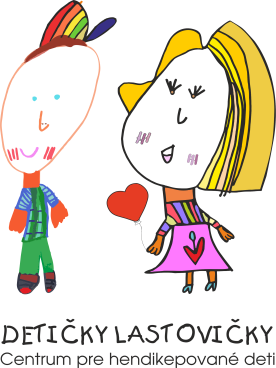 DETIČKY LASTOVIČKY
Centrum pre hendikepované deti